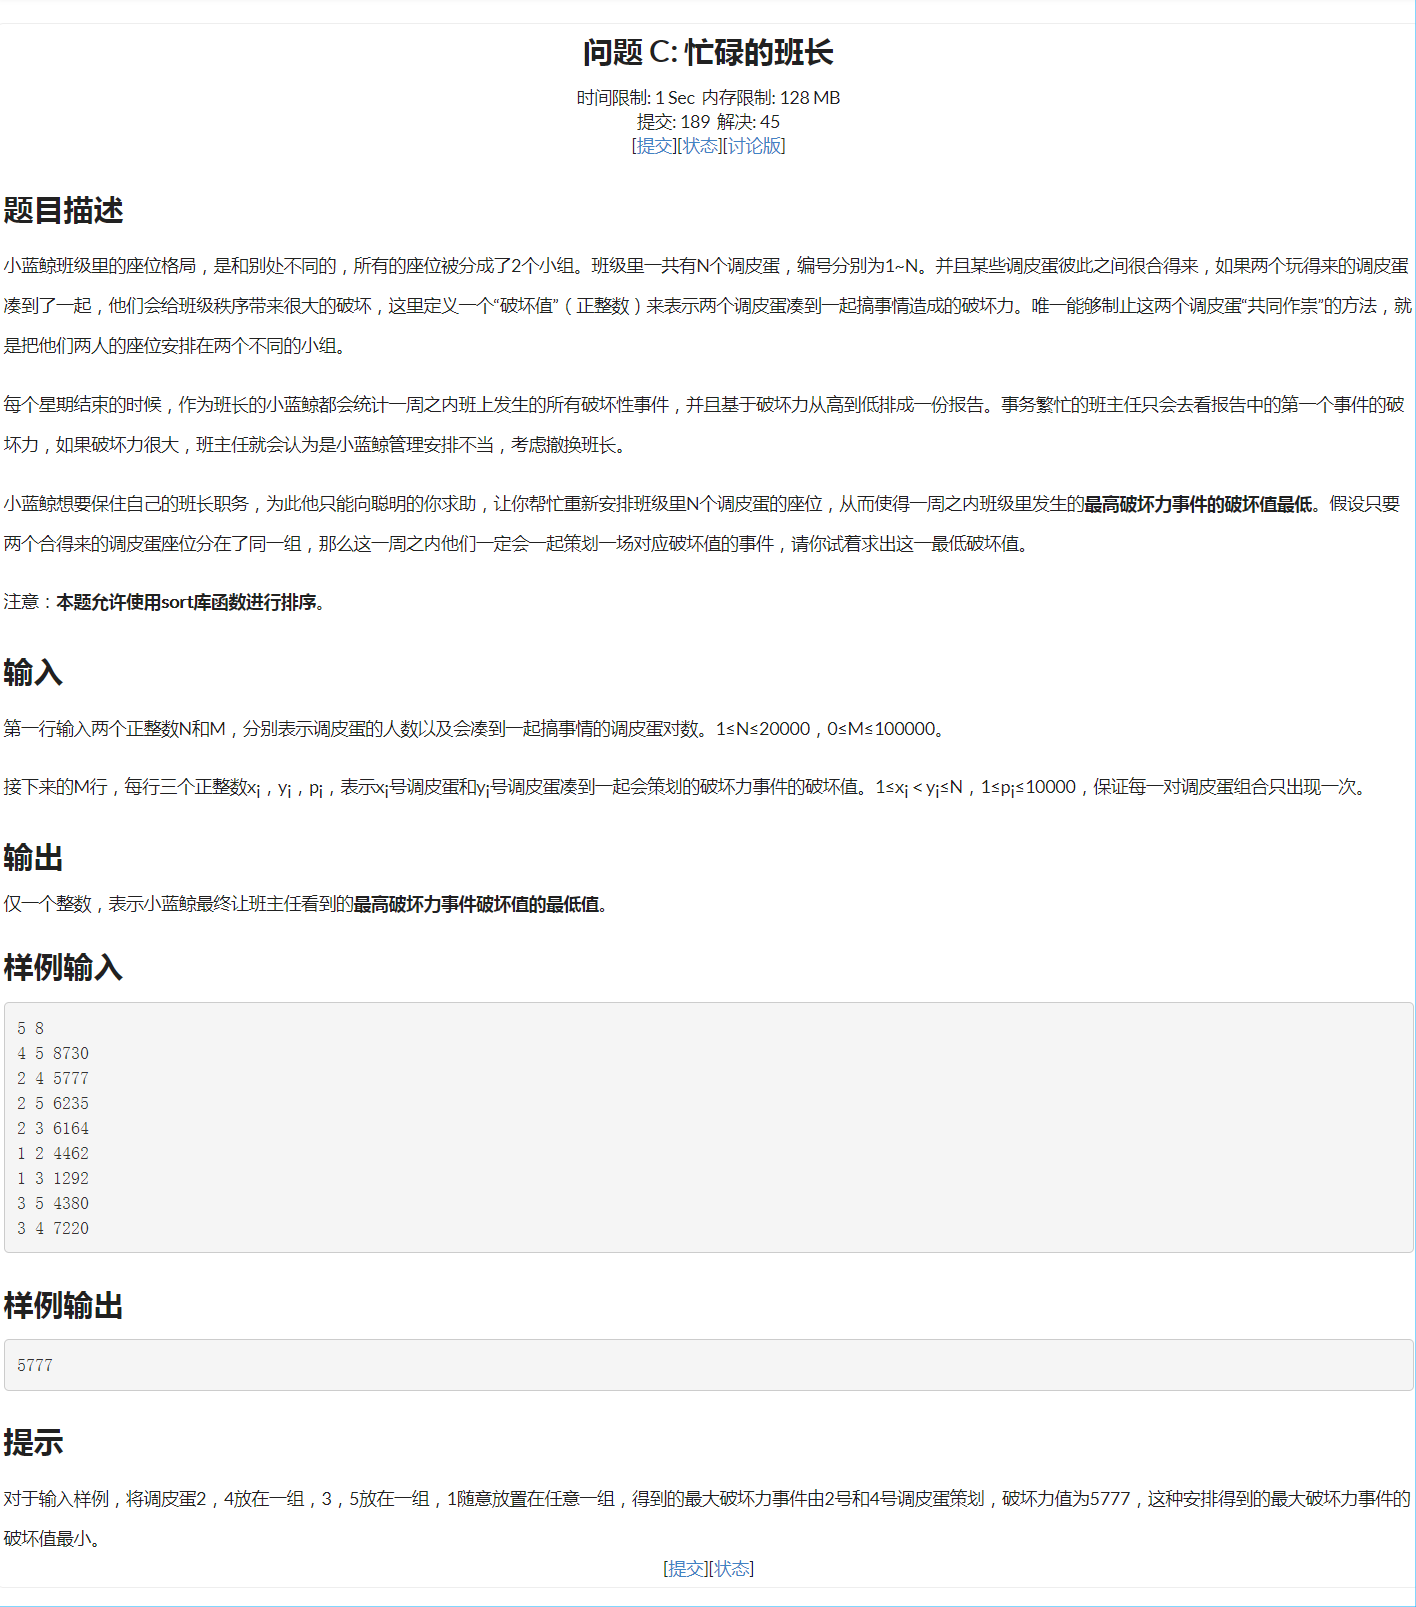 问题 C: 忙碌的班长
时间限制: 1 Sec 内存限制: 128 MB
提交: 189 解决: 45
[提交][状态][讨论版]
题目描述
小蓝鲸班级里的座位格局，是和别处不同的，所有的座位被分成了2个小组。班级里一共有N个调皮蛋，编号分别为1~N。并且某些调皮蛋彼此之间很合得来，如果两个玩得来的调皮蛋
凑到了一起，他们会给班级秩序带来很大的破坏，这里定义一个“破坏值”（正整数）来表示两个调皮蛋凑到一起搞事情造成的破坏力。唯一能够制止这两个调皮蛋“共同作祟”的方法，就
是把他们两人的座位安排在两个不同的小组。
每个星期结束的时候，作为班长的小蓝鲸都会统计一周之内班上发生的所有破坏性事件，并且基于破坏力从高到低排成一份报告。事务繁忙的班主任只会去看报告中的第一个事件的破
坏力，如果破坏力很大，班主任就会认为是小蓝鲸管理安排不当，考虑撤换班长。
小蓝鲸想要保住自己的班长职务，为此他只能向聪明的你求助，让你帮忙重新安排班级里N个调皮蛋的座位，从而使得一周之内班级里发生的最高破坏力事件的破坏值最低。假设只要
两个合得来的调皮蛋座位分在了同一组，那么这一周之内他们一定会一起策划一场对应破坏值的事件，请你试着求出这一最低破坏值。
注意：本题允许使用sort库函数进行排序。
输入
第一行输入两个正整数N和M，分别表示调皮蛋的人数以及会凑到一起搞事情的调皮蛋对数。1≤N≤20000，0≤M≤100000。
接下来的M行，每行三个正整数xi，yi，pi，表示xi号调皮蛋和yi号调皮蛋凑到一起会策划的破坏力事件的破坏值。1≤xi＜yi≤N，1≤pi≤10000，保证每一对调皮蛋组合只出现一次。
输出
仅一个整数，表示小蓝鲸最终让班主任看到的最高破坏力事件破坏值的最低值。
样例输入
5 8
4 5 8730
2 4 5777
2 5 6235
2 3 6164
1 2 4462
1 3 1292
3 5 4380
3 4 7220
样例输出
5777
提示
对于输入样例，将调皮蛋2，4放在一组，3，5放在一组，1随意放置在任意一组，得到的最大破坏力事件由2号和4号调皮蛋策划，破坏力值为5777，这种安排得到的最大破坏力事件的
破坏值最小。
[提交][状态]